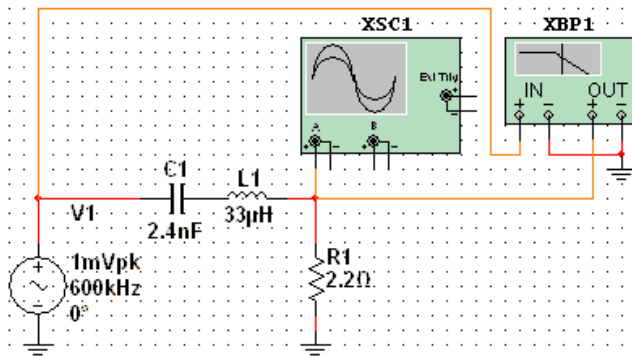 XSC1
XBP1
Ext Trig
+
−
IN
OUT
+ − + −
A
B
+ −
+ −
C1
L1
V1
2.4nF
33µH
R1
2.2Ω
+
−
1mVpk
600kHz
0°